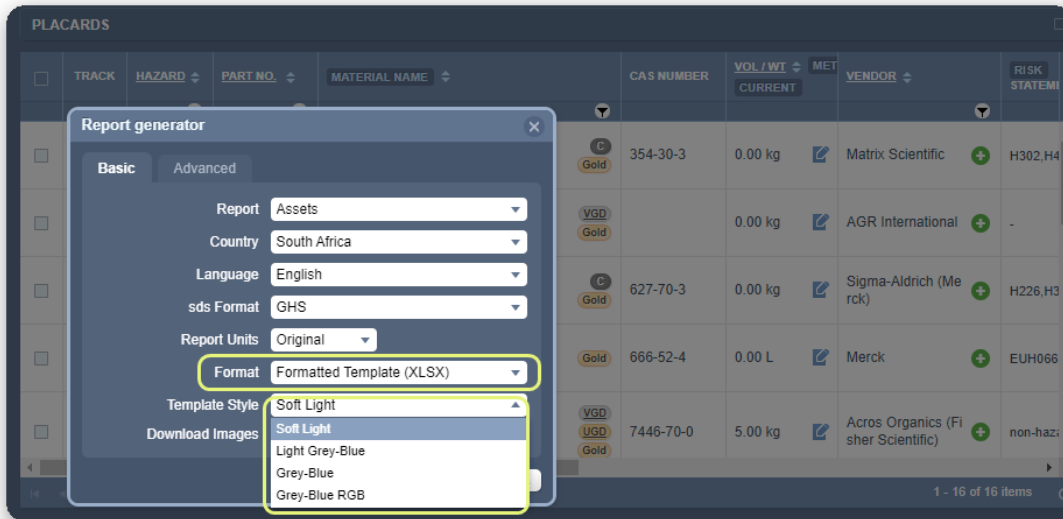 PLACARDS
TRACK HAZARD PART NO. MATERIAL NAME CAS NUMBER VOL / WT MET VENDOR RISK
CURRENT STATEM
Report generator
Basic Advanced
Report Assets
Country South Africa
Language English
sds Format GHS
Report Units Original
Format Formatted Template (XLSX)
Template Style Soft Light
Download Images
Soft Light
Light Grey-Blue
Grey-Blue
Grey-Blue RGB
C
Gold 354-30-3 0.00 kg Matrix Scientific H302,H4
VGD
Gold 0.00 kg AGR International -
C
Gold 627-70-3 0.00 kg Sigma-Aldrich (Me
rck) H226,H3
Gold 666-52-4 0.00 L Merck EUH066
VGD
UGD
Gold 7446-70-0 5.00 kg Acros Organics (Fi
sher Scientific) non-haz
1 - 16 of 16 items